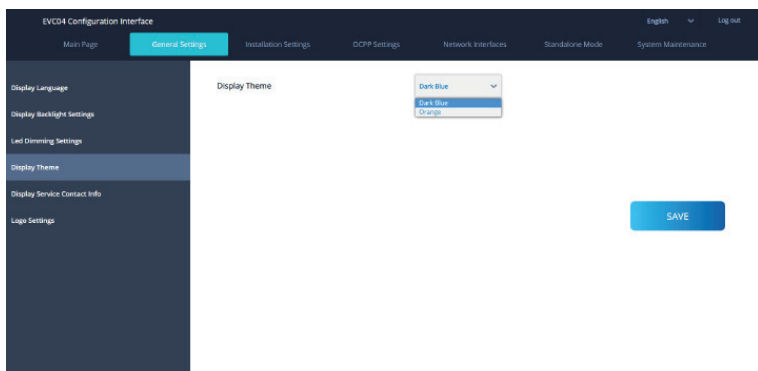 EVC04 Configuration Interface
English
Log out
Main Page
General Settings
Installation Settings
OCPP Settings
Network Interfaces
Standalone Mode
System Maintenance
Display Language
Display Backlight Settings
Led Dimming Settings
Display Theme
Display Service Contact Info
Logo Settings
Display Theme
Dark Blue
Dark Blue
Orange
SAVE